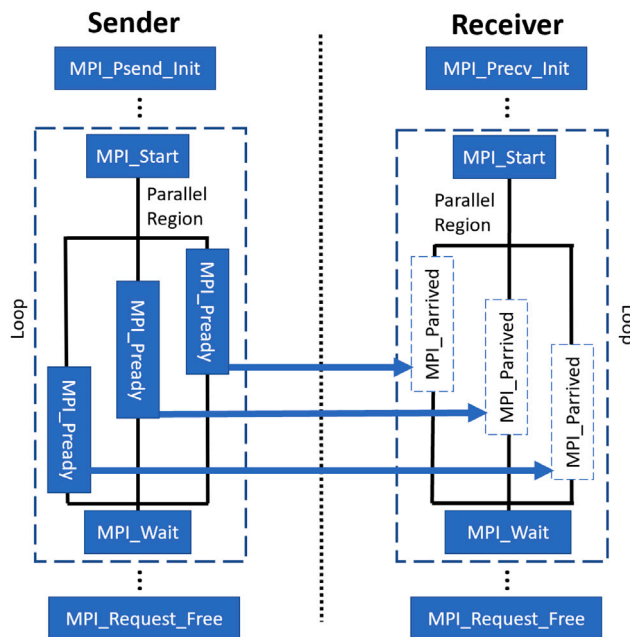 Sender
MPI_Psend_Init
MPI_Start
Parallel
Region
Loop
MPI_Pready
MPI_Pready
MPI_Pready
MPI_Wait
MPI_Request_Free
Receiver
MPI_Precv_Init
MPI_Start
Parallel
Region
Loop
MPI_Parrived
MPI_Parrived
MPI_Parrived
MPI_Wait
MPI_Request_Free